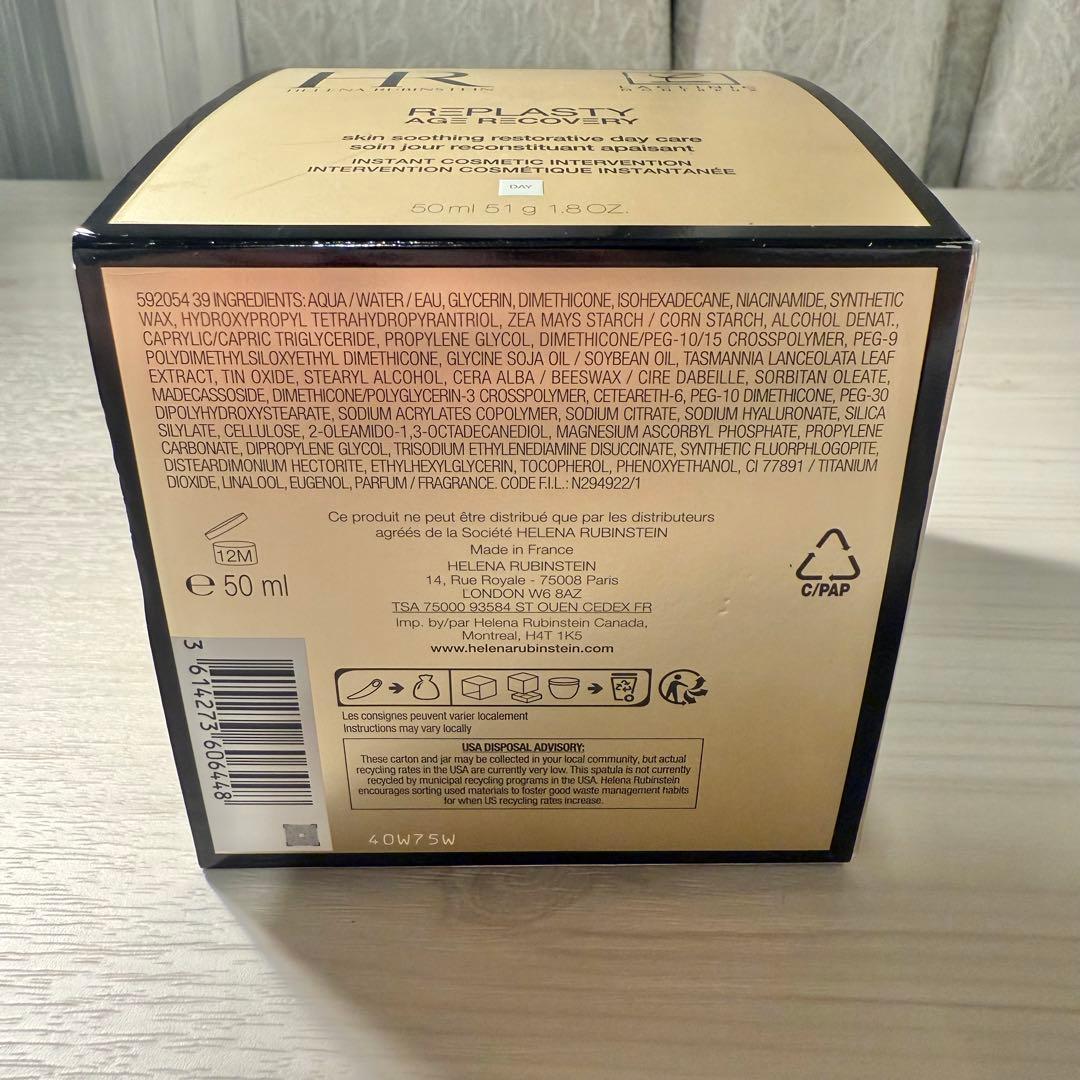 HR
HELENA RUBINSTEIN
REPLASTY
AGE RECOVERY
skin soothing restorative day care
soin jour reconstituant apaisant
INSTANT COSMETIC INTERVENTION
INTERVENTION COSMÉTIQUE INSTANTANÉE
DAY
50 ml 51 g 1.8 OZ.
592054 39 INGREDIENTS: AQUA / WATER / EAU, GLYCERIN, DIMETHICONE, ISOHEXADECANE, NIACINAMIDE, SYNTHETIC
WAX, HYDROXYPROPYL TETRAHYDROPYRANTRIOL, ZEA MAYS STARCH / CORN STARCH, ALCOHOL DENAT.,
CAPRYLIC/CAPRIC TRIGLYCERIDE, PROPYLENE GLYCOL, DIMETHICONE/PEG-10/15 CROSSPOLYMER, PEG-9
POLYDIMETHYLSILOXYETHYL DIMETHICONE, GLYCINE SOJA OIL / SOYBEAN OIL, TASMANNIA LANCEOLATA LEAF
EXTRACT, TIN OXIDE, STEARYL ALCOHOL, CERA ALBA / BEESWAX / CIRE DABEILLE, SORBITAN OLEATE,
MADECASSOSIDE, DIMETHICONE/POLYGLYCERIN-3 CROSSPOLYMER, CETEARETH-6, PEG-10 DIMETHICONE, PEG-30
DIPOLYHYDROXYSTEARATE, SODIUM ACRYLATES COPOLYMER, SODIUM CITRATE, SODIUM HYALURONATE, SILICA
SILYLATE, CELLULOSE, 2-OLEAMIDO-1,3-OCTADECANEDIOL, MAGNESIUM ASCORBYL PHOSPHATE, PROPYLENE
CARBONATE, DIPROPYLENE GLYCOL, TRISODIUM ETHYLENEDIAMINE DISUCCINATE, SYNTHETIC FLUORPHLOGOPITE,
DISTEARDIMONIUM HECTORITE, ETHYLHEXYLGLYCERIN, TOCOPHEROL, PHENOXYETHANOL, CI 77891 / TITANIUM
DIOXIDE, LINALOOL, EUGENOL, PARFUM / FRAGRANCE. CODE F.I.L.: N294922/1
12M
e 50 ml
Ce produit ne peut être distribué que par les distributeurs
agréés de la Société HELENA RUBINSTEIN
Made in France
HELENA RUBINSTEIN
14, Rue Royale - 75008 Paris
LONDON W6 8AZ
TSA 75000 93584 ST OUEN CEDEX FR
Imp. by/par Helena Rubinstein Canada,
Montreal, H4T 1K5
www.helenarubinstein.com
C/PAP
Les consignes peuvent varier localement
Instructions may vary locally
USA DISPOSAL ADVISORY:
These carton and jar may be collected in your local community, but actual
recycling rates in the USA are currently very low. This spatula is not currently
recycled by municipal recycling programs in the USA. Helena Rubinstein
encourages sorting used materials to foster good waste management habits
for when US recycling rates increase.
3 614273 606448
40W75W